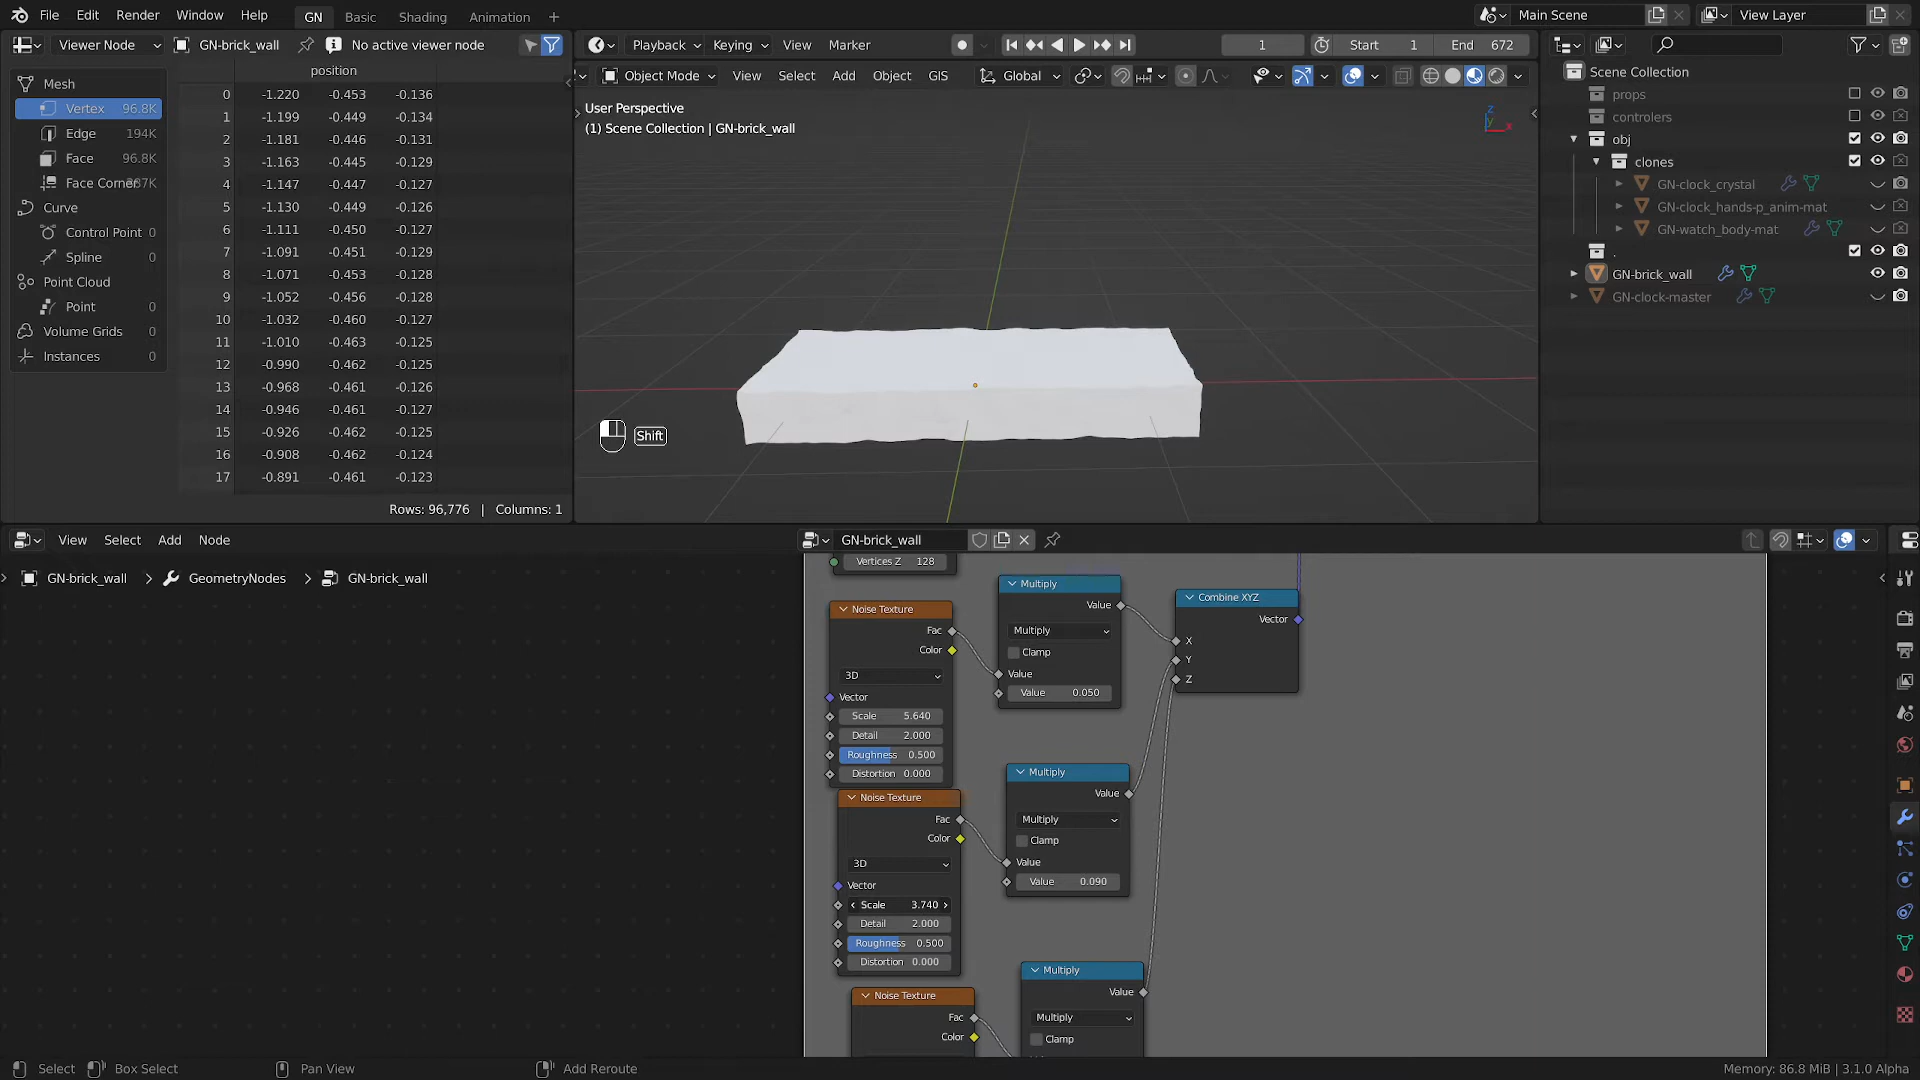 File Edit Render Window Help GN Basic Shading Animation + Main Scene View Layer
Viewer Node GN-brick_wall No active viewer node
Playback Keying View Marker 1 Start 1 End 672
Mesh
Vertex 96.8K
Edge 194K
Face 96.8K
Face Corner 387K
Curve
Control Point 0
Spline 0
Point Cloud
Point 0
Volume Grids 0
Instances 0
position
0 -1.220 -0.453 -0.136
1 -1.199 -0.449 -0.134
2 -1.181 -0.446 -0.131
3 -1.163 -0.445 -0.129
4 -1.147 -0.447 -0.127
5 -1.130 -0.449 -0.126
6 -1.111 -0.450 -0.127
7 -1.091 -0.451 -0.129
8 -1.071 -0.453 -0.128
9 -1.052 -0.456 -0.128
10 -1.032 -0.460 -0.127
11 -1.010 -0.463 -0.125
12 -0.990 -0.462 -0.125
13 -0.968 -0.461 -0.126
14 -0.946 -0.461 -0.127
15 -0.926 -0.462 -0.125
16 -0.908 -0.462 -0.124
17 -0.891 -0.461 -0.123
Rows: 96,776 | Columns: 1
Object Mode View Select Add Object GIS Global
User Perspective
(1) Scene Collection | GN-brick_wall
Z
Y
X
Shift
Scene Collection
props
controlers
obj
clones
GN-clock_crystal
GN-clock_hands-p_anim-mat
GN-watch_body-mat
.
GN-brick_wall
GN-clock-master
View Select Add Node GN-brick_wall
GN-brick_wall GeometryNodes GN-brick_wall
Vertices Z 128
Noise Texture
Fac
Color
3D
Vector
Scale 5.640
Detail 2.000
Roughness 0.500
Distortion 0.000
Multiply
Value
Multiply
Clamp
Value
Value 0.050
Combine XYZ
Vector
X
Y
Z
Noise Texture
Fac
Color
3D
Vector
Scale 3.740
Detail 2.000
Roughness 0.500
Distortion 0.000
Multiply
Value
Multiply
Clamp
Value
Value 0.090
Noise Texture
Fac
Color
Multiply
Value
Multiply
Clamp
Select Box Select Pan View Add Reroute Memory: 86.8 MiB | 3.1.0 Alpha